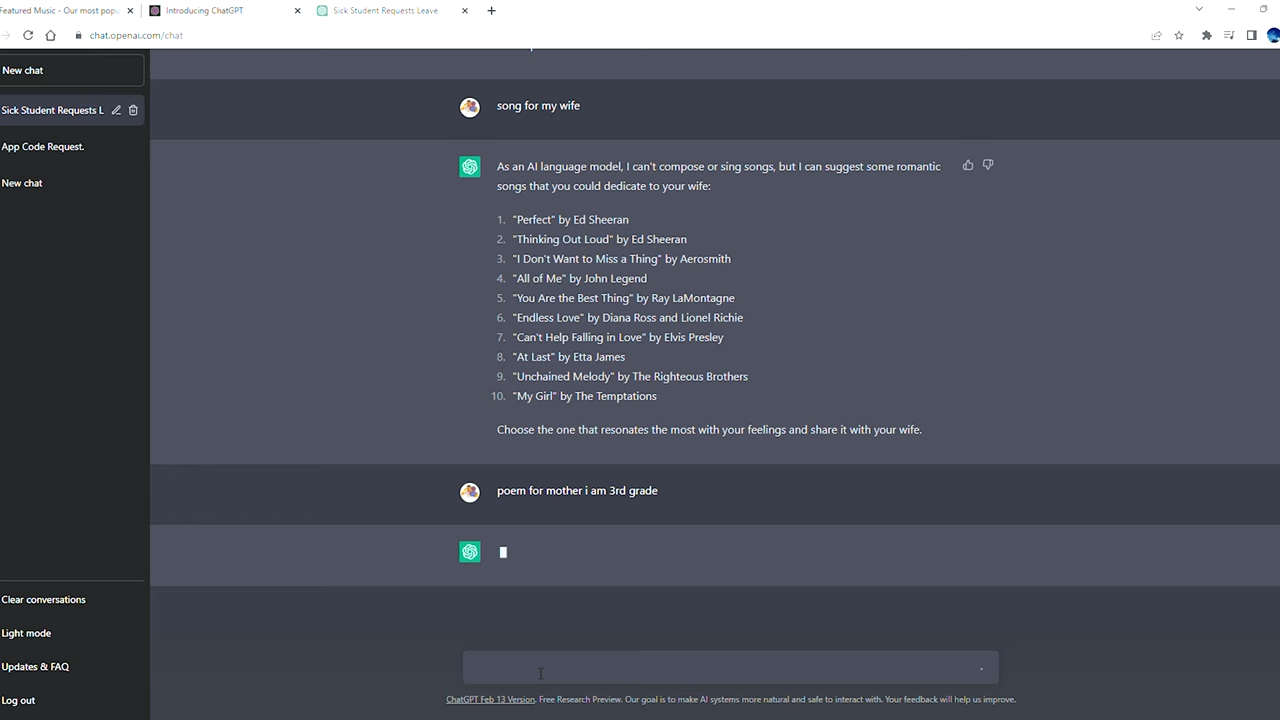 Featured Music - Our most popu
Introducing ChatGPT
Sick Student Requests Leave
chat.openai.com/chat
New chat
Sick Student Requests L
App Code Request.
New chat
song for my wife
As an AI language model, I can't compose or sing songs, but I can suggest some romantic
songs that you could dedicate to your wife:
1. "Perfect" by Ed Sheeran
2. "Thinking Out Loud" by Ed Sheeran
3. "I Don't Want to Miss a Thing" by Aerosmith
4. "All of Me" by John Legend
5. "You Are the Best Thing" by Ray LaMontagne
6. "Endless Love" by Diana Ross and Lionel Richie
7. "Can't Help Falling in Love" by Elvis Presley
8. "At Last" by Etta James
9. "Unchained Melody" by The Righteous Brothers
10. "My Girl" by The Temptations
Choose the one that resonates the most with your feelings and share it with your wife.
poem for mother i am 3rd grade
Clear conversations
Light mode
Updates & FAQ
Log out
ChatGPT Feb 13 Version. Free Research Preview. Our goal is to make AI systems more natural and safe to interact with. Your feedback will help us improve.